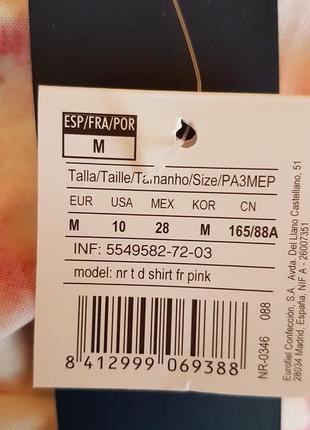 ESP/FRA/POR
M
Talla/Taille/Tamanho/Size/РАЗМЕР
EUR USA MEX KOR CN
M 10 28 M 165/88A
INF: 5549582-72-03
model: nr t d shirt fr pink
8 412999 069388
NR-0346 088
Eurofiel Confección, S.A. Avda. Del Llano Castellano, 51
28034 Madrid, España, NIF A - 26007351